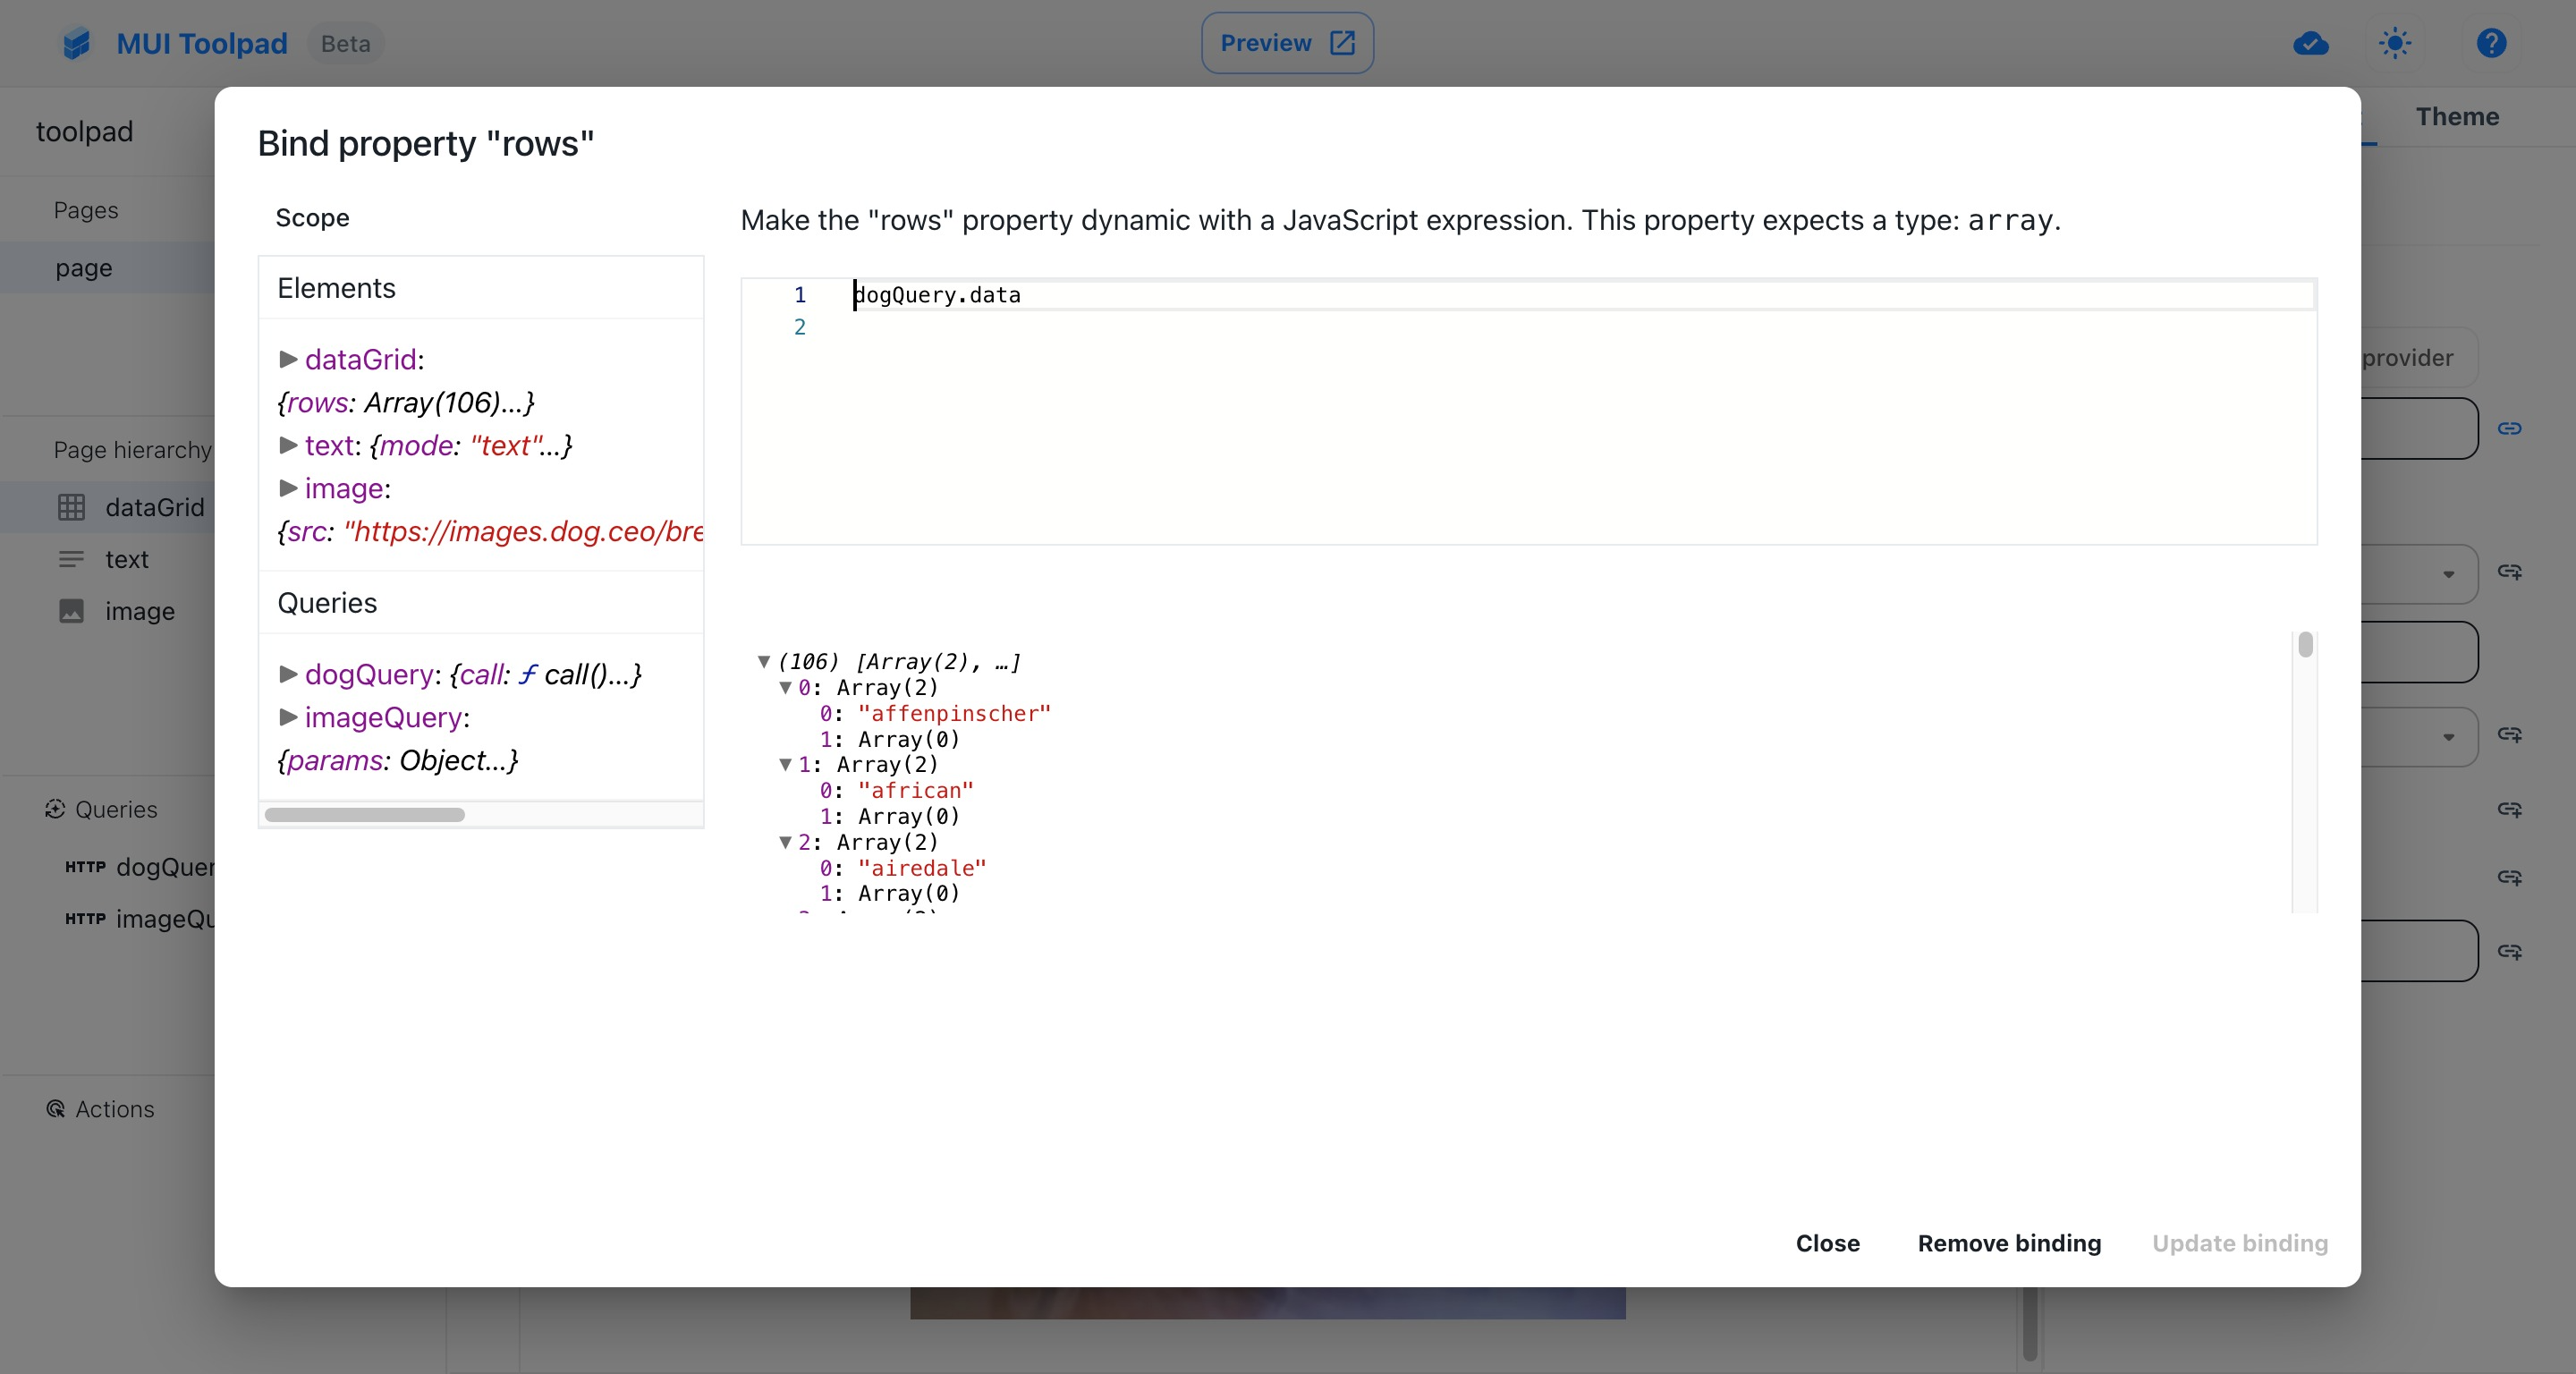 MUI Toolpad Beta
Preview
toolpad
Theme
Pages
page
Page hierarchy
dataGrid
text
image
Queries
HTTP dogQuer
HTTP imageQu
Actions
provider
Bind property "rows"
Scope
Elements
dataGrid:
{rows: Array(106)...}
text: {mode: "text"...}
image:
{src: "https://images.dog.ceo/bre
Queries
dogQuery: {call: ƒ call()...}
imageQuery:
{params: Object...}
Make the "rows" property dynamic with a JavaScript expression. This property expects a type: array.
1 dogQuery.data
2
(106) [Array(2), …]
0: Array(2)
0: "affenpinscher"
1: Array(0)
1: Array(2)
0: "african"
1: Array(0)
2: Array(2)
0: "airedale"
1: Array(0)
Close Remove binding Update binding